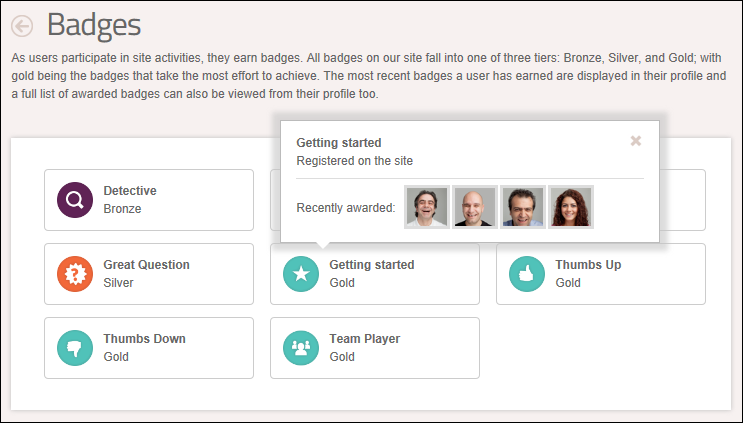 Badges
As users participate in site activities, they earn badges. All badges on our site fall into one of three tiers: Bronze, Silver, and Gold; with
gold being the badges that take the most effort to achieve. The most recent badges a user has earned are displayed in their profile and
a full list of awarded badges can also be viewed from their profile too.
Getting started
Registered on the site
Recently awarded:
Detective
Bronze
Great Question
Silver
Getting started
Gold
Thumbs Up
Gold
Thumbs Down
Gold
Team Player
Gold